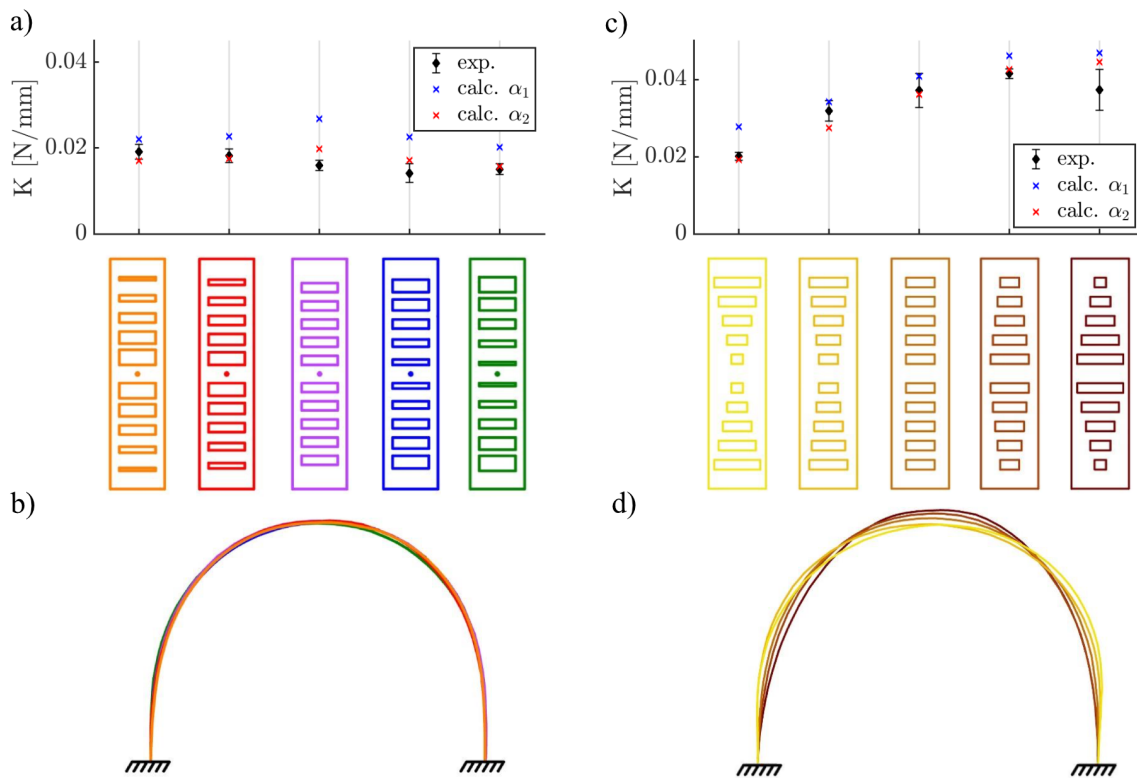 a)
K [N/mm]
0.04
0.02
0
exp.
calc. α₁
calc. α₂
b)
c)
K [N/mm]
0.04
0.02
0
exp.
calc. α₁
calc. α₂
d)